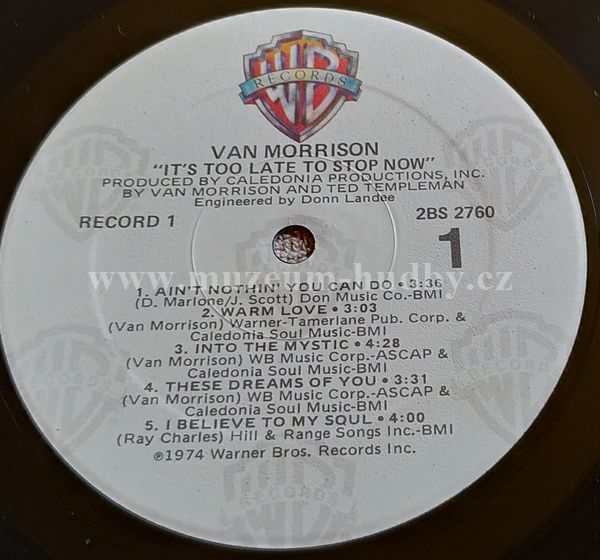 WB
RECORDS
VAN MORRISON
"IT'S TOO LATE TO STOP NOW"
PRODUCED BY CALEDONIA PRODUCTIONS, INC.
BY VAN MORRISON AND TED TEMPLEMAN
Engineered by Donn Landee
RECORD 1
2BS 2760
1
www.muzeum-hudby.cz
1. AIN'T NOTHIN' YOU CAN DO • 3:36
(D. Marlone/J. Scott) Don Music Co.-BMI
2. WARM LOVE • 3:03
(Van Morrison) Warner-Tamerlane Pub. Corp. &
Caledonia Soul Music-BMI
3. INTO THE MYSTIC • 4:28
(Van Morrison) WB Music Corp.-ASCAP &
Caledonia Soul Music-BMI
4. THESE DREAMS OF YOU • 3:31
(Van Morrison) WB Music Corp.-ASCAP &
Caledonia Soul Music-BMI
5. I BELIEVE TO MY SOUL • 4:00
(Ray Charles) Hill & Range Songs Inc.-BMI
℗1974 Warner Bros. Records Inc.